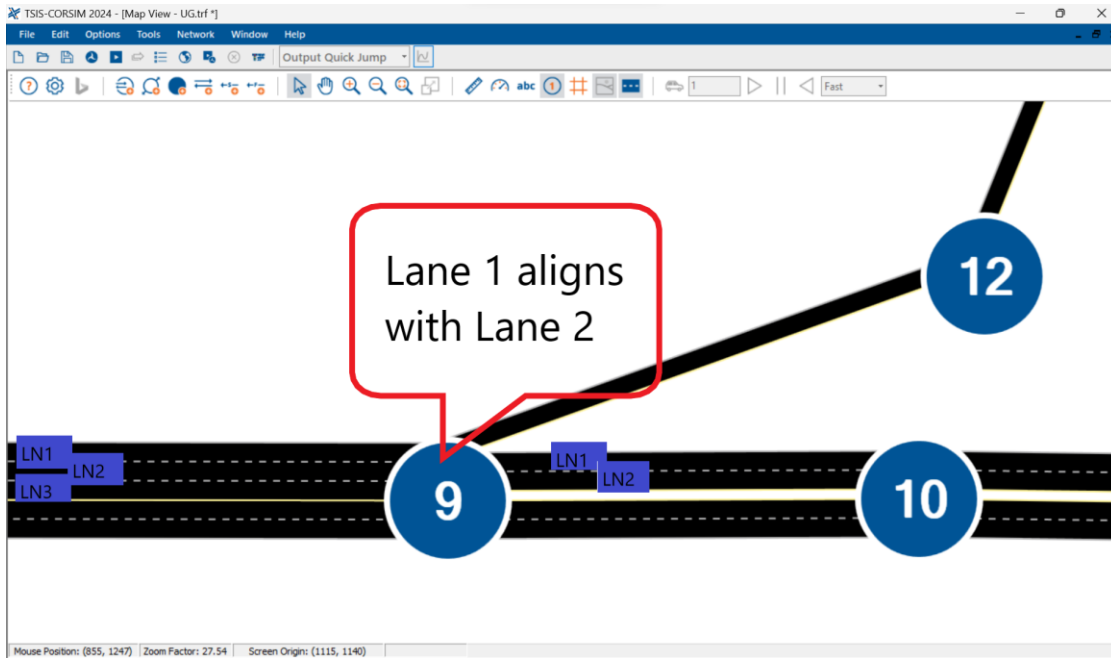 TSIS-CORSIM 2024 - [Map View - UG.trf *]
File Edit Options Tools Network Window Help
Output Quick Jump
abc 1 1 Fast
12
Lane 1 aligns
with Lane 2
LN1
LN2
LN3
LN1
LN2
9
10
Mouse Position: (855, 1247) Zoom Factor: 27.54 Screen Origin: (1115, 1140)